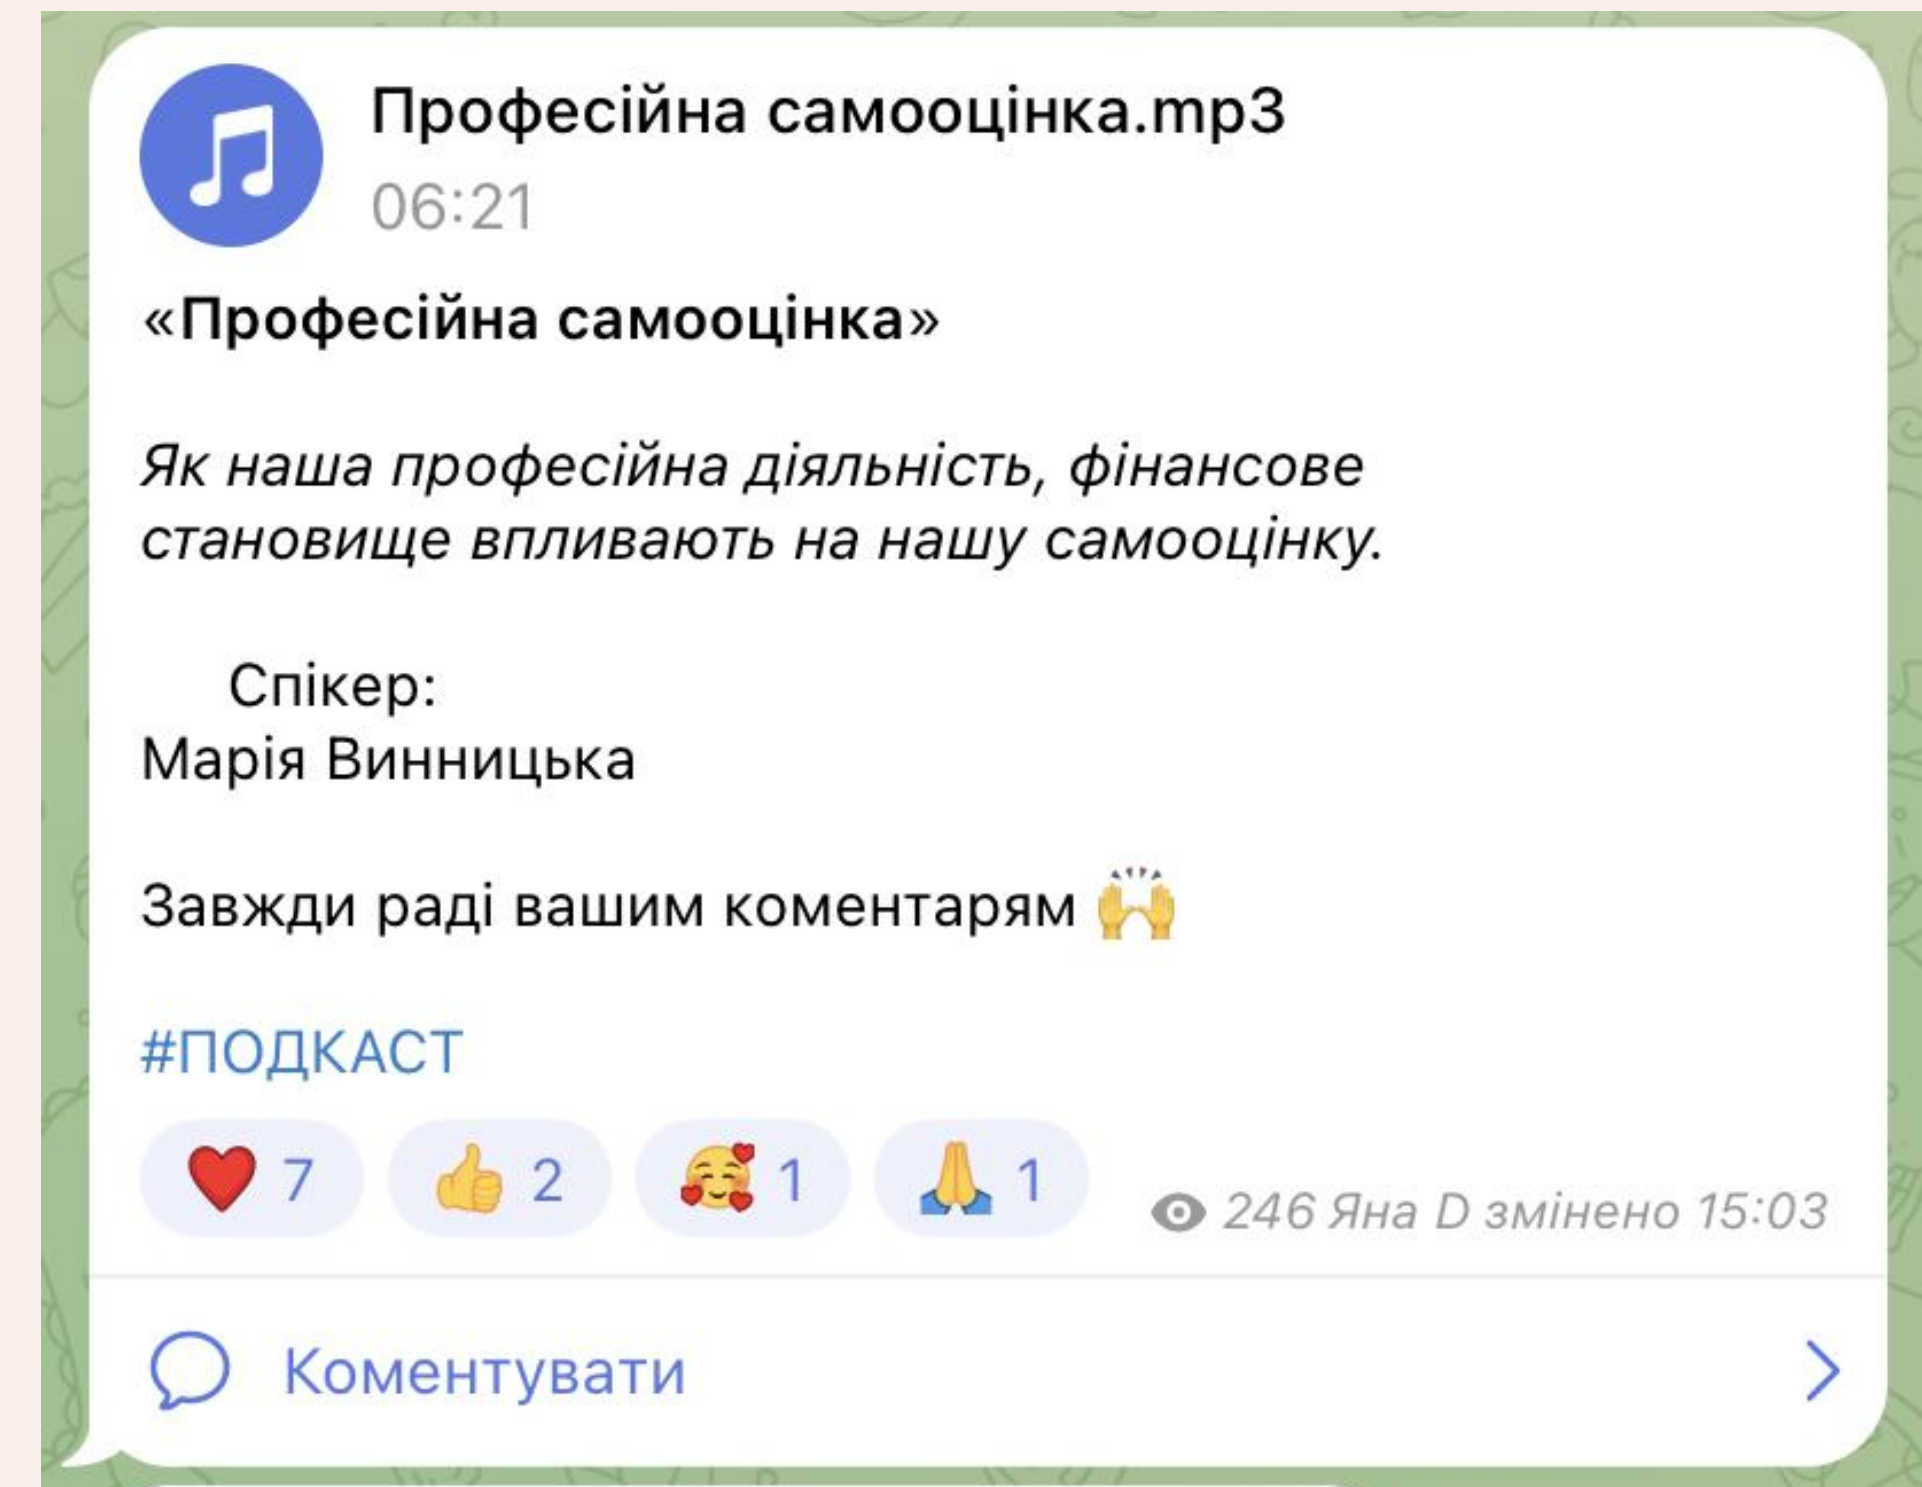 Професійна самооцінка.mp3
06:21
«Професійна самооцінка»
Як наша професійна діяльність, фінансове
становище впливають на нашу самооцінку.
Спікер:
Марія Винницька
Завжди раді вашим коментарям 🙌
#ПОДКАСТ
❤️ 7 👍 2 🥰 1 🙏 1 246 Яна D змінено 15:03
Коментувати